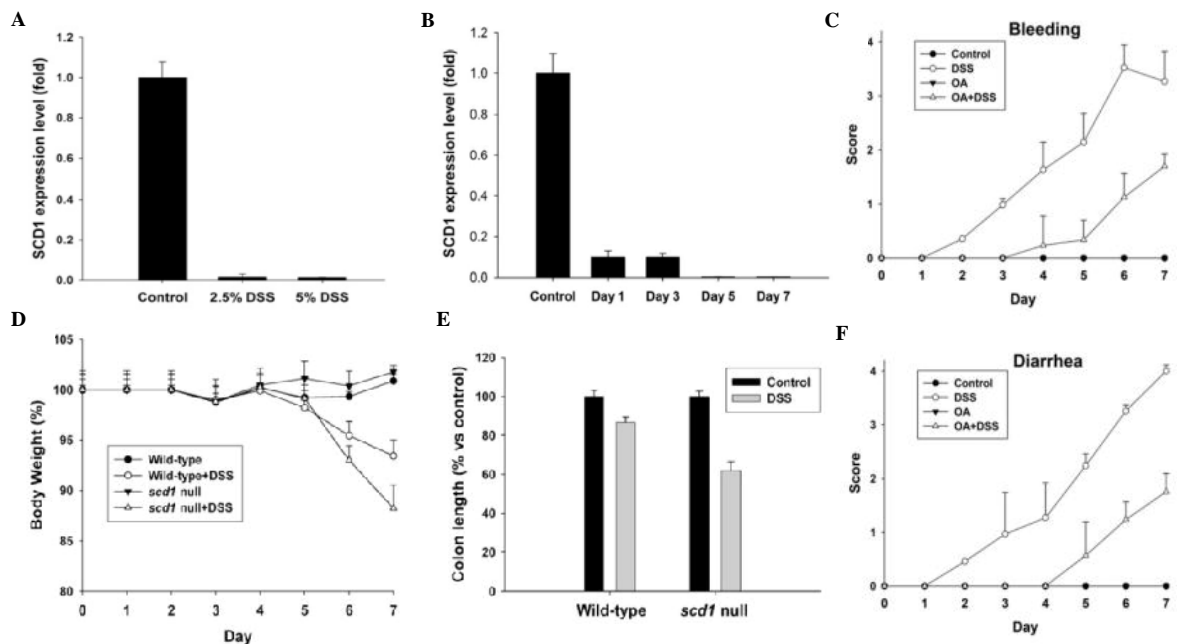 A
SCD1 expression level (fold)
1.2
1.0
0.8
0.6
0.4
0.2
0.0
Control 2.5% DSS 5% DSS
B
SCD1 expression level (fold)
1.2
1.0
0.8
0.6
0.4
0.2
0.0
Control Day 1 Day 3 Day 5 Day 7
C
Bleeding
Score
4
3
2
1
0
Control
DSS
OA
OA+DSS
0 1 2 3 4 5 6 7
Day
D
Body Weight (%)
105
100
95
90
85
80
Wild-type
Wild-type+DSS
scd1 null
scd1 null+DSS
0 1 2 3 4 5 6 7
Day
E
Colon length (% vs control)
120
100
80
60
40
20
0
Control
DSS
Wild-type scd1 null
F
Diarrhea
Score
4
3
2
1
0
Control
DSS
OA
OA+DSS
0 1 2 3 4 5 6 7
Day